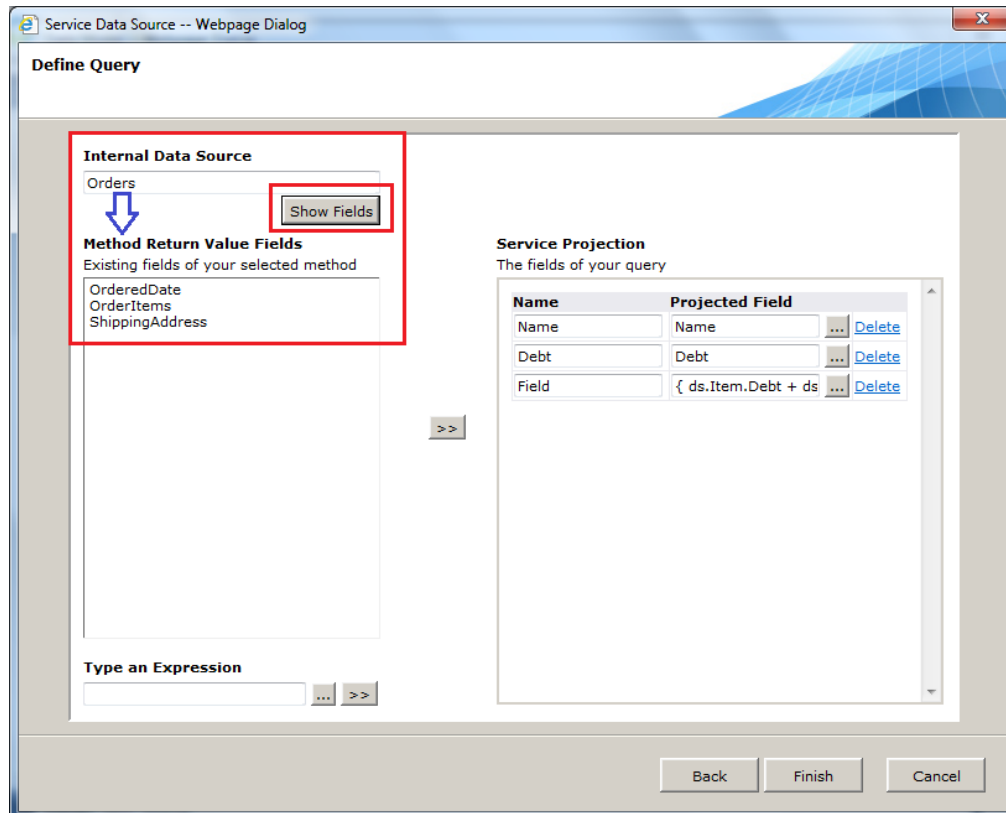 Service Data Source -- Webpage Dialog
Define Query
Internal Data Source
Orders
Show Fields
Method Return Value Fields
Existing fields of your selected method
OrderedDate
OrderItems
ShippingAddress
>>
Type an Expression
... >>
Service Projection
The fields of your query
Name Projected Field
Name Name ... Delete
Debt Debt ... Delete
Field { ds.Item.Debt + ds ... Delete
Back Finish Cancel